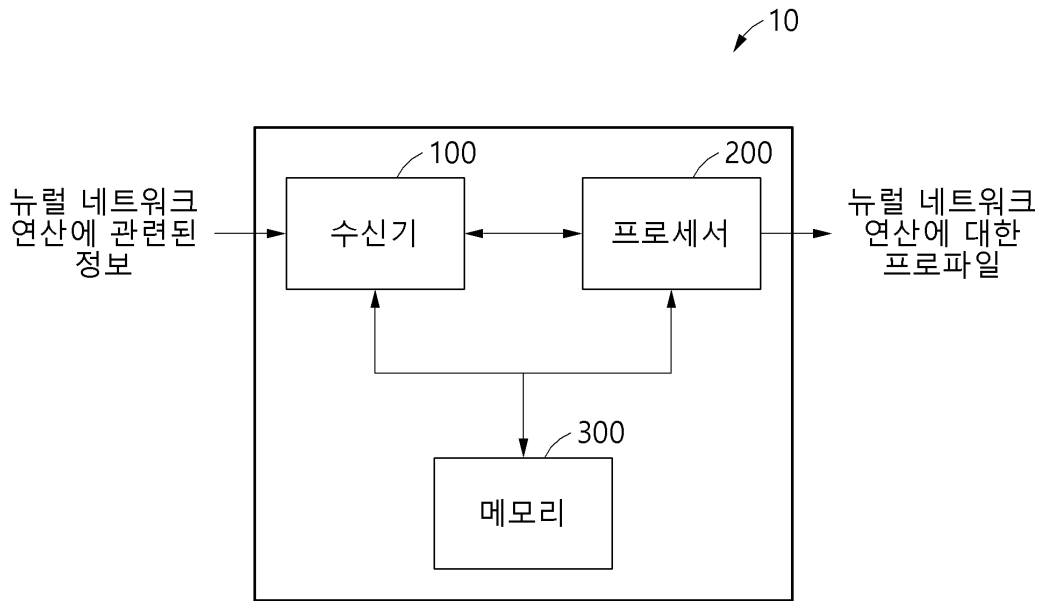 10
100
200
뉴럴 네트워크
연산에 관련된
정보
수신기
프로세서
뉴럴 네트워크
연산에 대한
프로파일
300
메모리